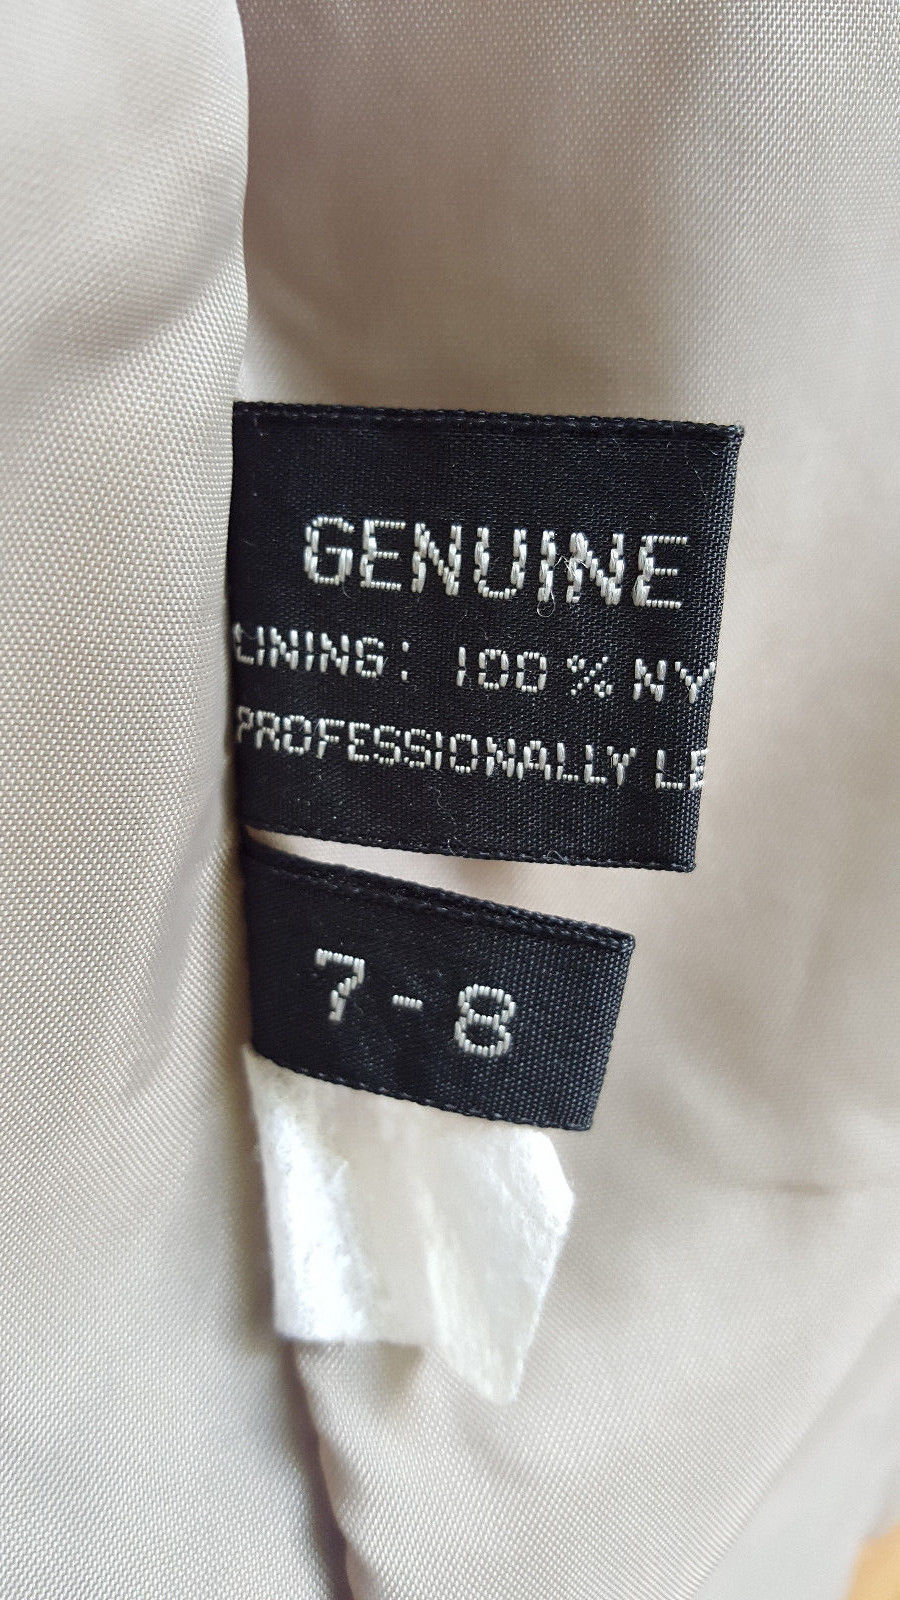 GENUINE
LINING: 100% NY
PROFESSIONALLY LE
7-8